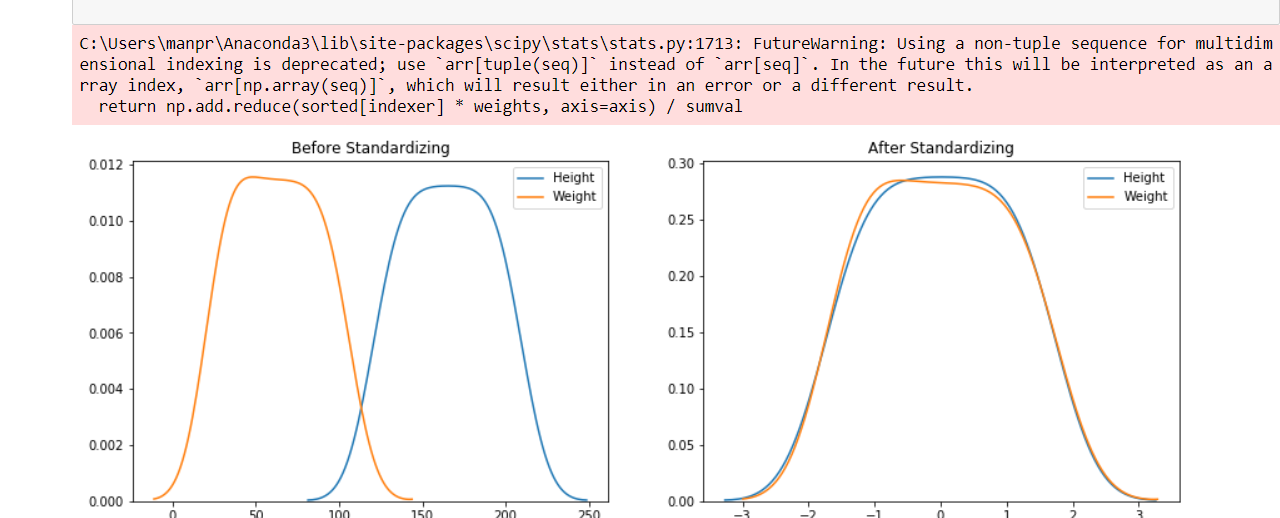 C:\Users\manpr\Anaconda3\lib\site-packages\scipy\stats\stats.py:1713: FutureWarning: Using a non-tuple sequence for multidim
ensional indexing is deprecated; use `arr[tuple(seq)]` instead of `arr[seq]`. In the future this will be interpreted as an a
rray index, `arr[np.array(seq)]`, which will result either in an error or a different result.
  return np.add.reduce(sorted[indexer] * weights, axis=axis) / sumval
Before Standardizing
0.012
0.010
0.008
0.006
0.004
0.002
0.000
0 50 100 150 200 250
Height
Weight
After Standardizing
0.30
0.25
0.20
0.15
0.10
0.05
0.00
−3 −2 −1 0 1 2 3
Height
Weight